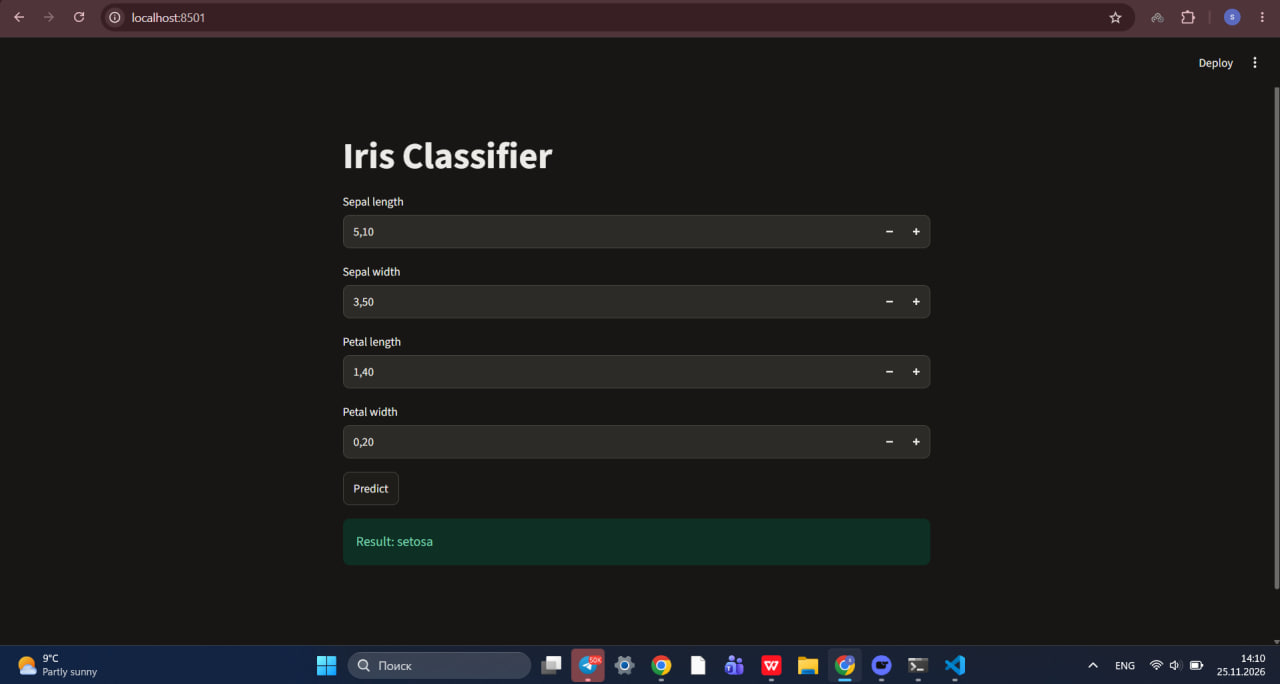 localhost:8501
S
Deploy
Iris Classifier
Sepal length
5,10
Sepal width
3,50
Petal length
1,40
Petal width
0,20
Predict
Result: setosa
9°C
Partly sunny
Поиск
50K
ENG
14:10
25.11.2026